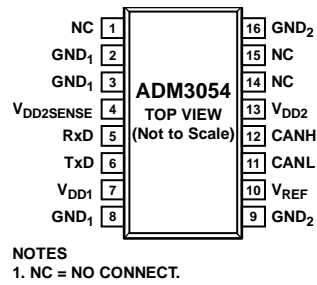 NC 1 16 GND2
GND1 2 15 NC
GND1 3 14 NC
ADM3054
VDD2SENSE 4 TOP VIEW 13 VDD2
RxD 5 (Not to Scale) 12 CANH
TxD 6 11 CANL
VDD1 7 10 VREF
GND1 8 9 GND2
NOTES
1. NC = NO CONNECT.